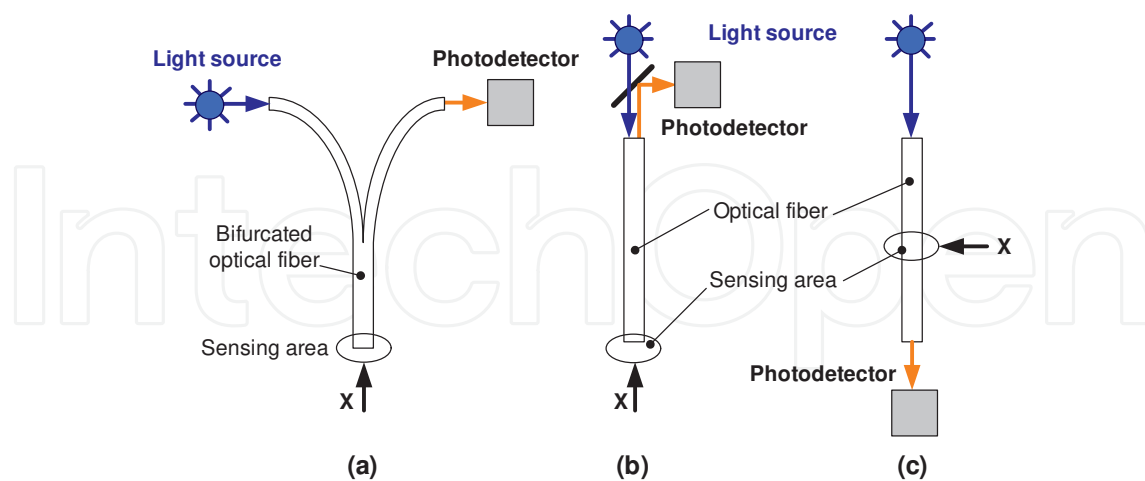 Light source
Photodetector
Bifurcated
optical fiber
Sensing area
X
(a)
Light source
Photodetector
Optical fiber
Sensing area
X
(b)
X
Photodetector
(c)
IntechOpen